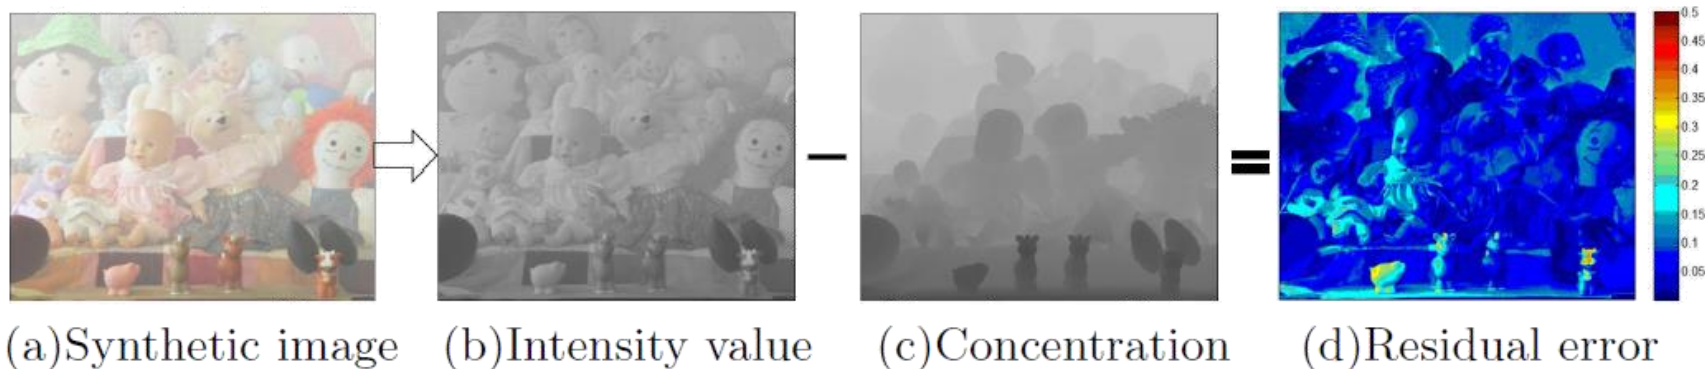 0.5
0.45
0.4
0.35
0.3
0.25
0.2
0.15
0.1
0.05
(a)Synthetic image
(b)Intensity value
(c)Concentration
(d)Residual error